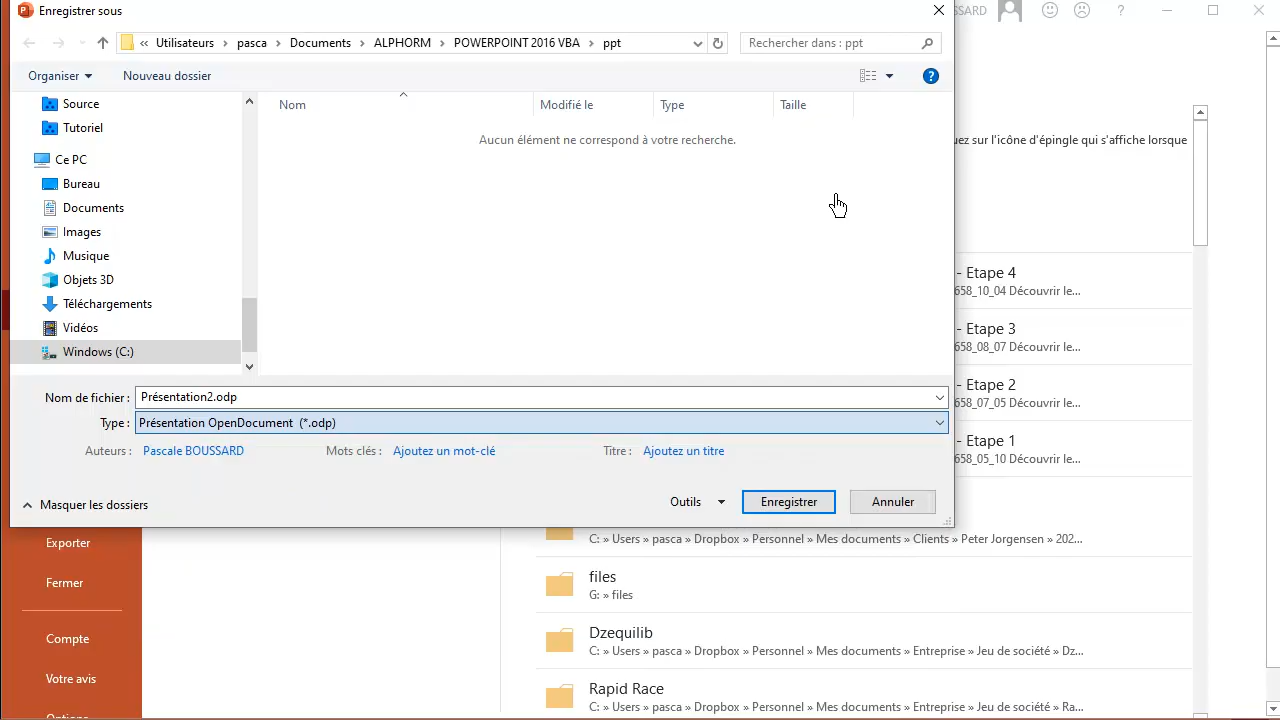 Enregistrer sous
SSARD
?
« Utilisateurs > pasca > Documents > ALPHORM > POWERPOINT 2016 VBA > ppt
Rechercher dans : ppt
Organiser
Nouveau dossier
?
Source
Tutoriel
Ce PC
Bureau
Documents
Images
Musique
Objets 3D
Téléchargements
Vidéos
Windows (C:)
Nom
Modifié le
Type
Taille
Aucun élément ne correspond à votre recherche.
uez sur l'icône d'épingle qui s'affiche lorsque
- Etape 4
658_10_04 Découvrir le...
- Etape 3
658_08_07 Découvrir le...
- Etape 2
658_07_05 Découvrir le...
- Etape 1
658_05_10 Découvrir le...
Nom de fichier : Présentation2.odp
Type : Présentation OpenDocument (*.odp)
Auteurs : Pascale BOUSSARD
Mots clés : Ajoutez un mot-clé
Titre : Ajoutez un titre
Masquer les dossiers
Outils
Enregistrer
Annuler
Exporter
Fermer
Compte
Votre avis
Options
C: » Users » pasca » Dropbox » Personnel » Mes documents » Clients » Peter Jorgensen » 202...
files
G: » files
Dzequilib
C: » Users » pasca » Dropbox » Personnel » Mes documents » Entreprise » Jeu de société » Dz...
Rapid Race
C: » Users » pasca » Dropbox » Personnel » Mes documents » Entreprise » Jeu de société » Ra...